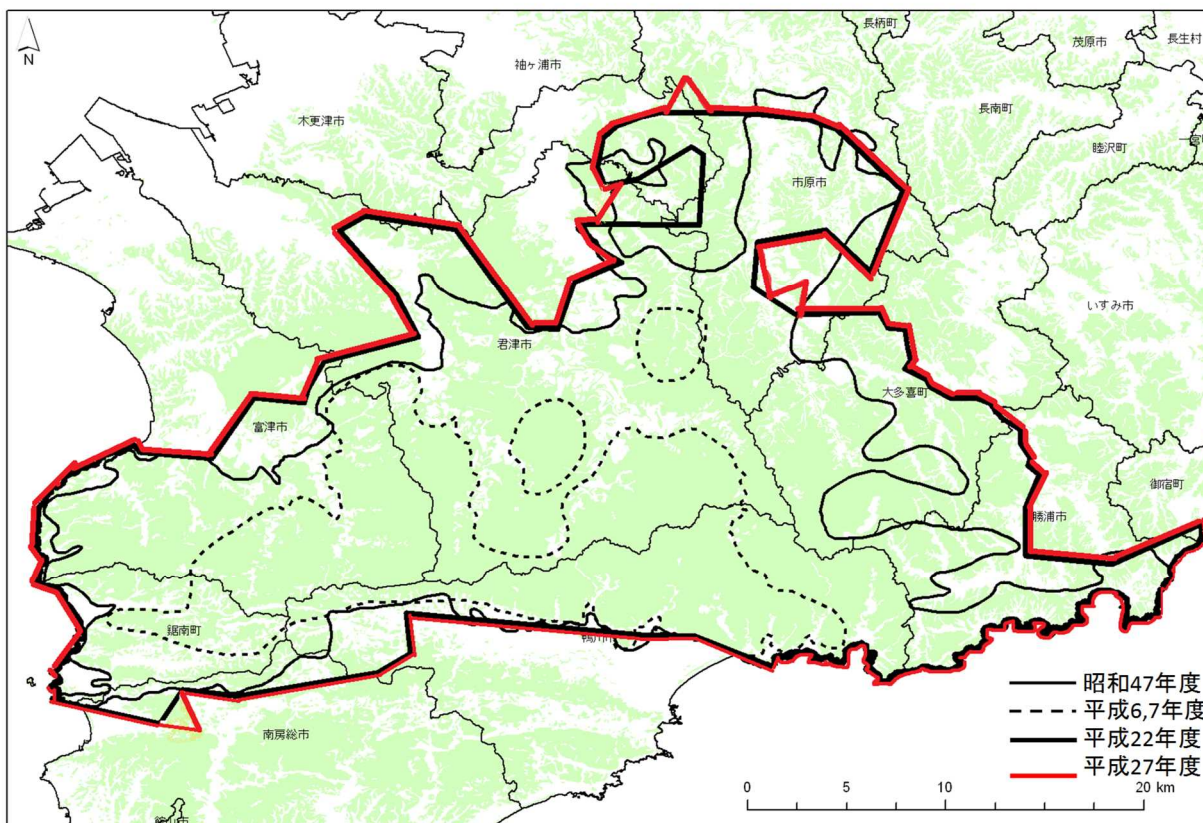 長柄町
茂原市
長生村
N
袖ヶ浦市
長南町
木更津市
睦沢町
市原市
いすみ市
君津市
大多喜町
富津市
御宿町
勝浦市
鋸南町
鴨川市
南房総市
昭和47年度
平成6,7年度
平成22年度
平成27年度
0 5 10 20 km